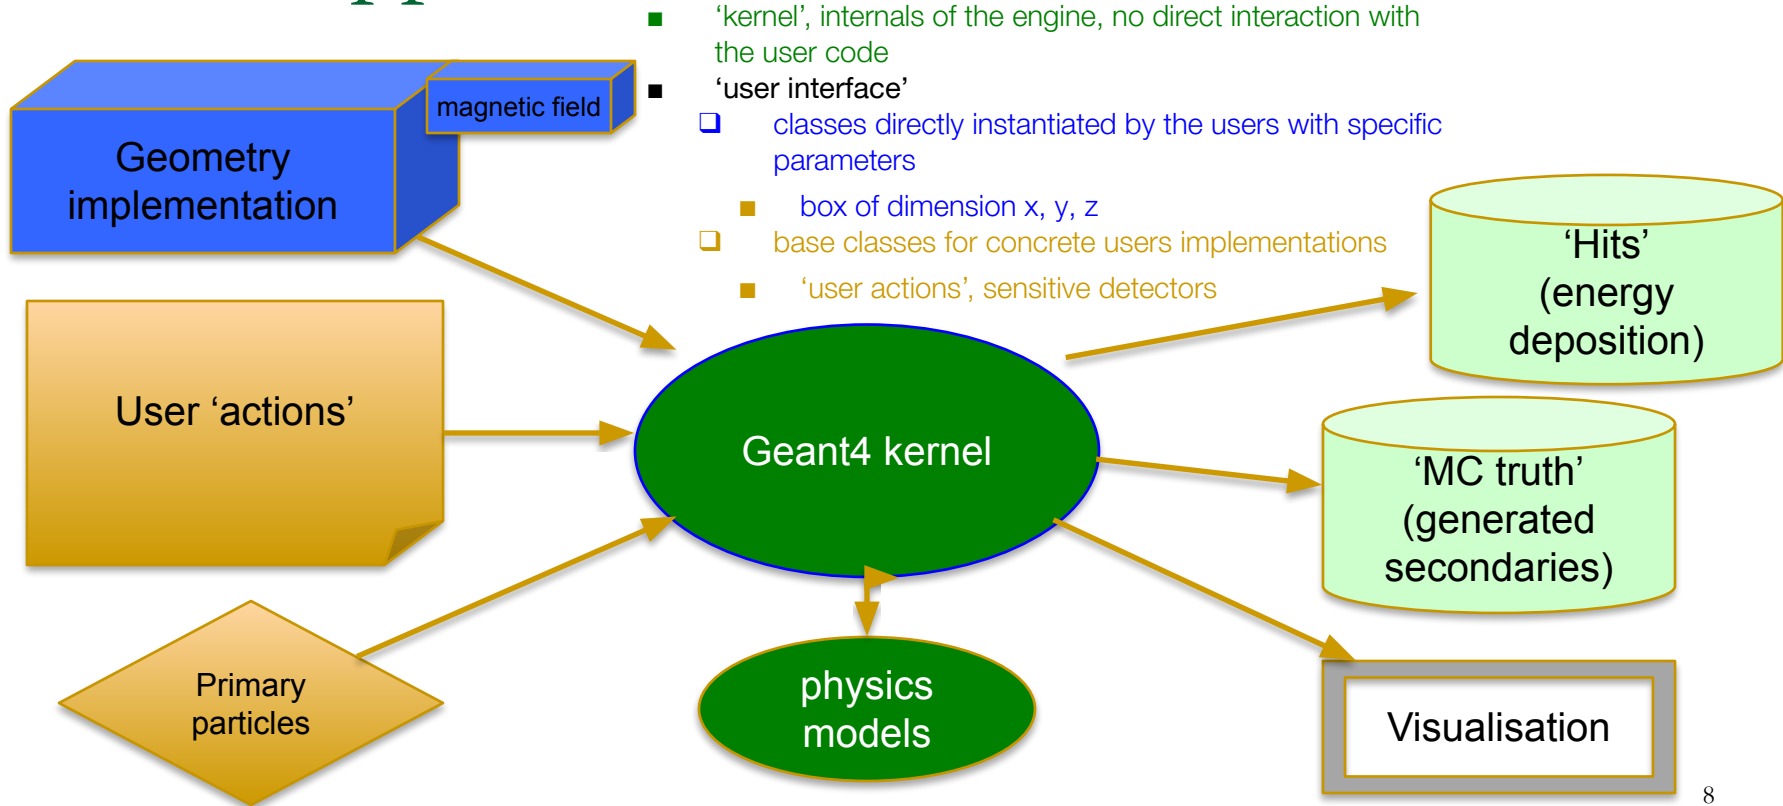 ‘kernel’, internals of the engine, no direct interaction with
the user code
‘user interface’
classes directly instantiated by the users with specific
parameters
box of dimension x, y, z
base classes for concrete users implementations
‘user actions’, sensitive detectors
magnetic field
Geometry
implementation
User ‘actions’
Primary
particles
Geant4 kernel
physics
models
‘Hits’
(energy
deposition)
‘MC truth’
(generated
secondaries)
Visualisation
8